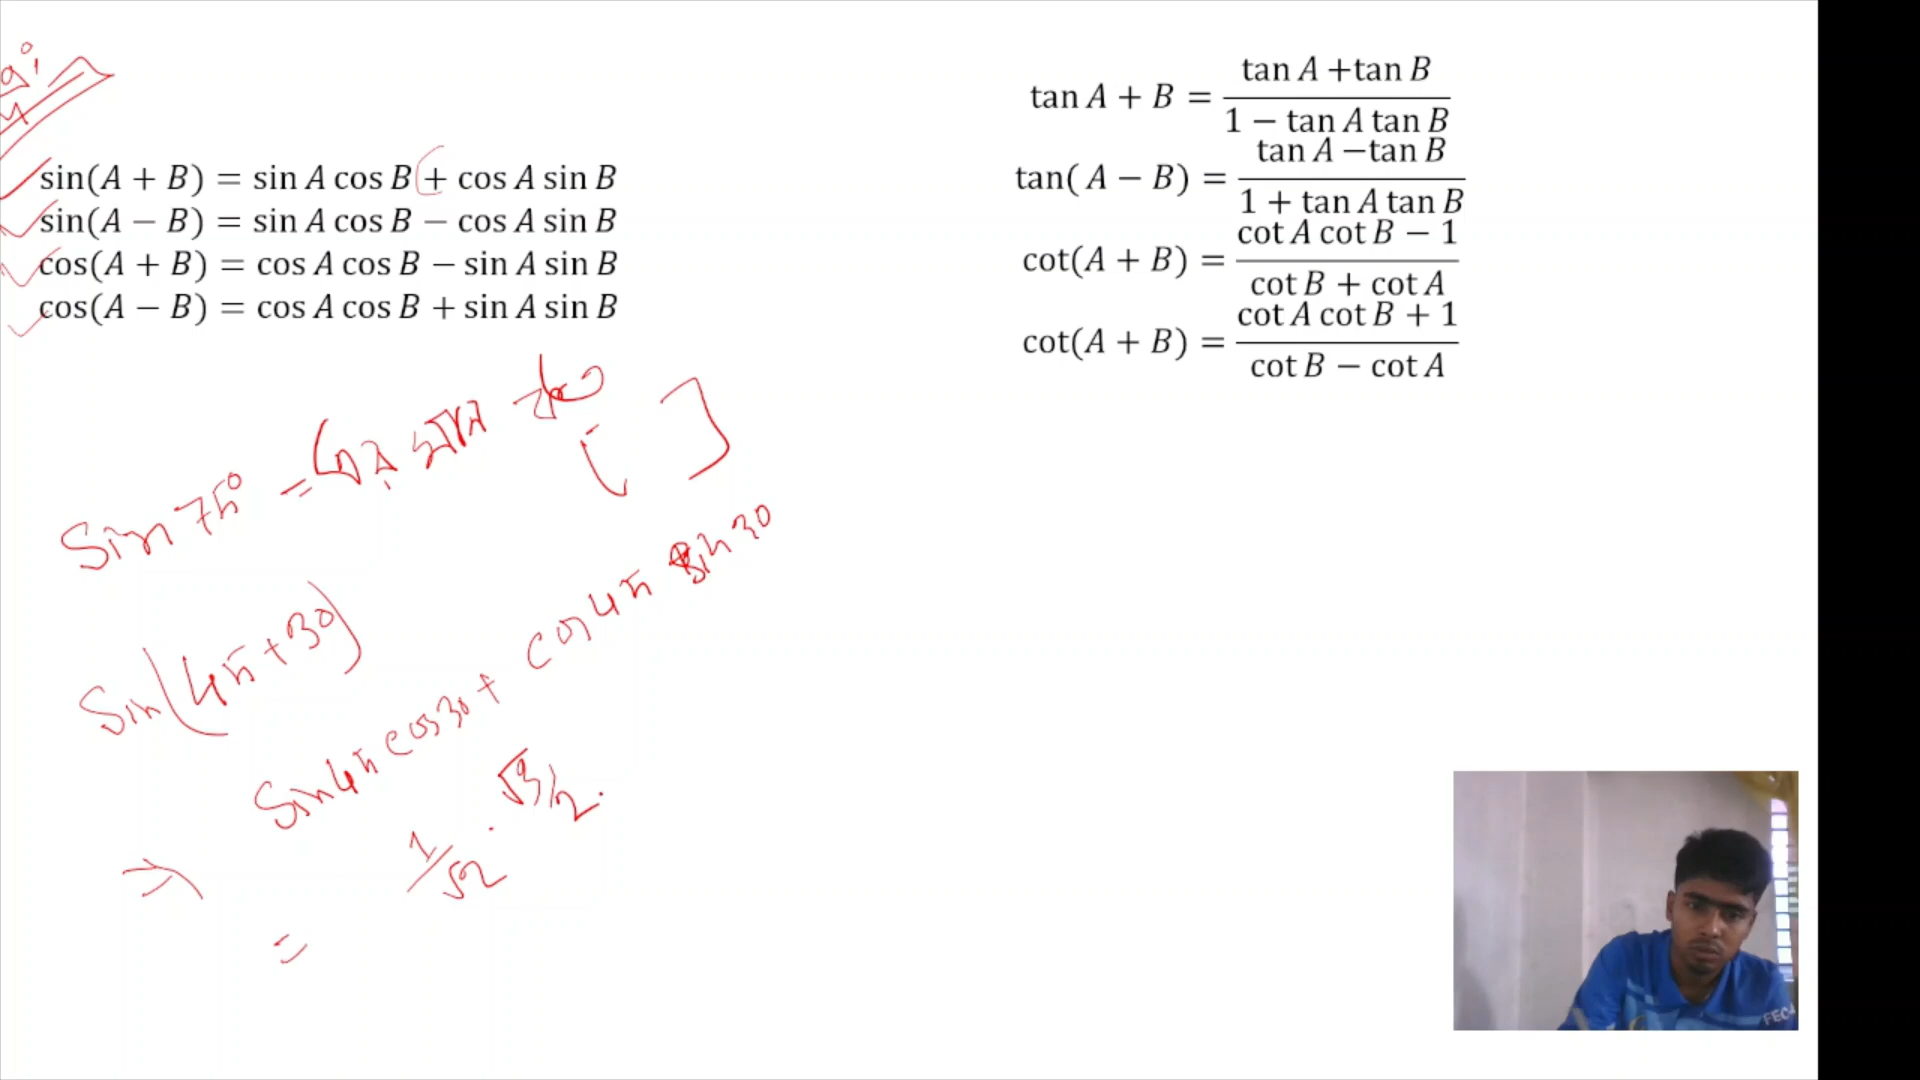 sin(A + B) = sin A cos B + cos A sin B
sin(A − B) = sin A cos B − cos A sin B
cos(A + B) = cos A cos B − sin A sin B
cos(A − B) = cos A cos B + sin A sin B
tan A + B = (tan A +tan B)/(1 − tan A tan B)
tan( A − B) = (tan A −tan B)/(1 + tan A tan B)
cot(A + B) = (cot A cot B − 1)/(cot B + cot A)
cot(A + B) = (cot A cot B + 1)/(cot B − cot A)
Sin 75° = এর মান কত
[ ]
Sin(45+30)
Sin45 cos30 + cos45 sin30
⇒ 1/√2 . √3/2 .
=
FEC